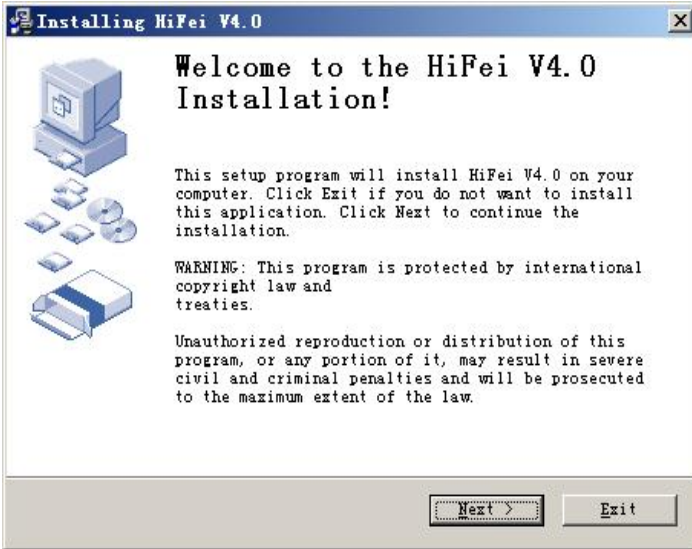 Installing HiFei V4.0
Welcome to the HiFei V4.0
Installation!
This setup program will install HiFei V4.0 on your
computer. Click Exit if you do not want to install
this application. Click Next to continue the
installation.
WARNING: This program is protected by international
copyright law and
treaties.
Unauthorized reproduction or distribution of this
program, or any portion of it, may result in severe
civil and criminal penalties and will be prosecuted
to the maximum extent of the law.
Next > Exit